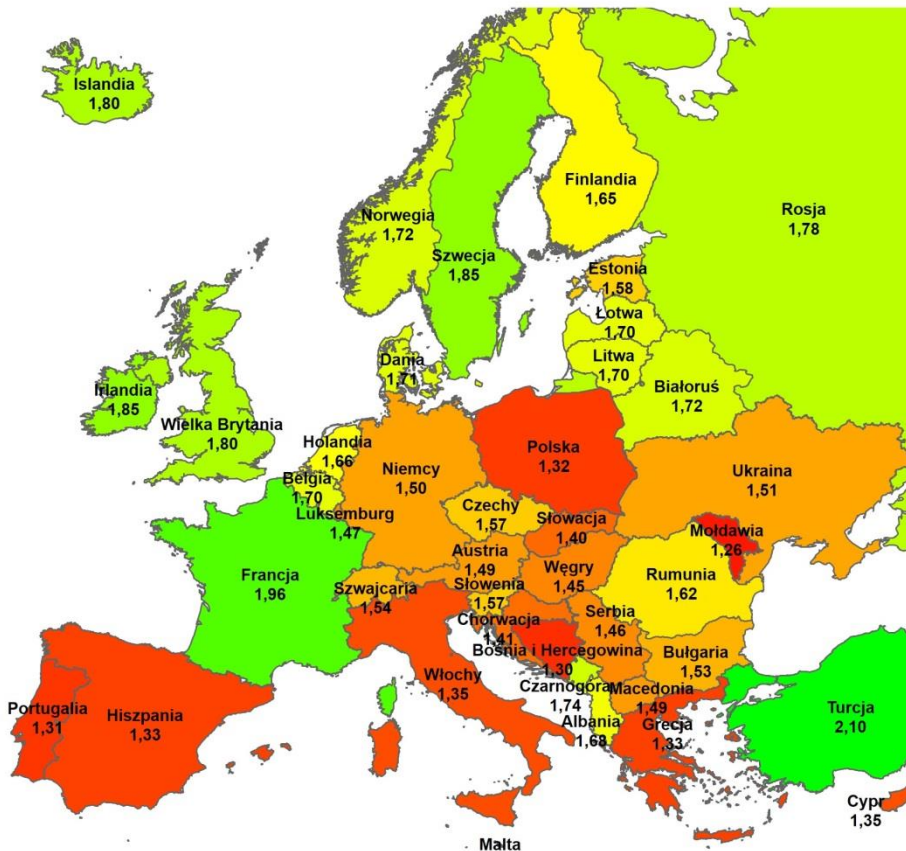 Islandia
1,80
Finlandia
1,65
Norwegia
1,72
Szwecja
1,85
Rosja
1,78
Estonia
1,58
Łotwa
1,70
Litwa
1,70
Dania
1,71
Białoruś
1,72
Irlandia
1,85
Wielka Brytania
1,80
Holandia
1,66
Belgia
1,70
Luksemburg
1,47
Niemcy
1,50
Polska
1,32
Ukraina
1,51
Czechy
1,57
Słowacja
1,40
Mołdawia
1,26
Francja
1,96
Szwajcaria
1,54
Austria
1,49
Węgry
1,45
Rumunia
1,62
Słowenia
1,57
Chorwacja
1,41
Serbia
1,46
Bośnia i Hercegowina
1,30
Bułgaria
1,53
Włochy
1,35
Czarnogóra
1,74
Macedonia
1,49
Albania
1,68
Grecja
1,33
Turcja
2,10
Portugalia
1,31
Hiszpania
1,33
Cypr
1,35
Malta